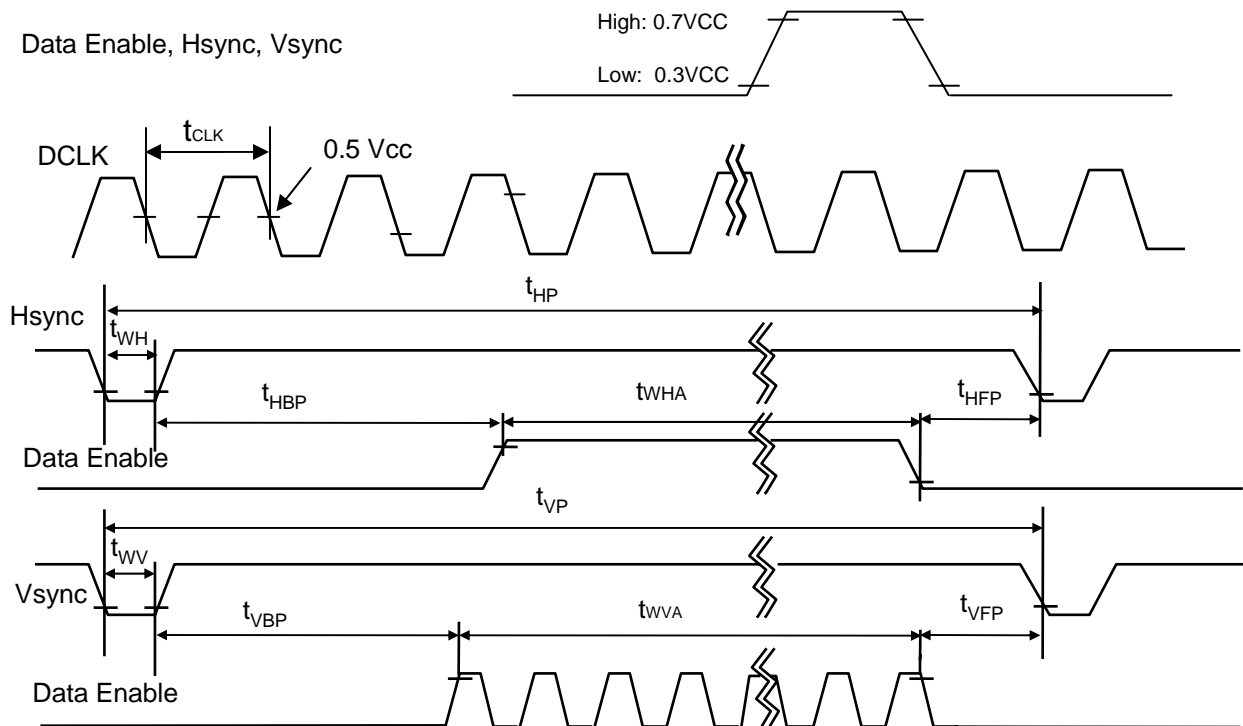 High: 0.7VCC
Data Enable, Hsync, Vsync
Low: 0.3VCC
tCLK
DCLK
0.5 Vcc
tHP
Hsync
tWH
tHBP
tWHA
tHFP
Data Enable
tVP
tWV
Vsync
tVBP
tWVA
tVFP
Data Enable